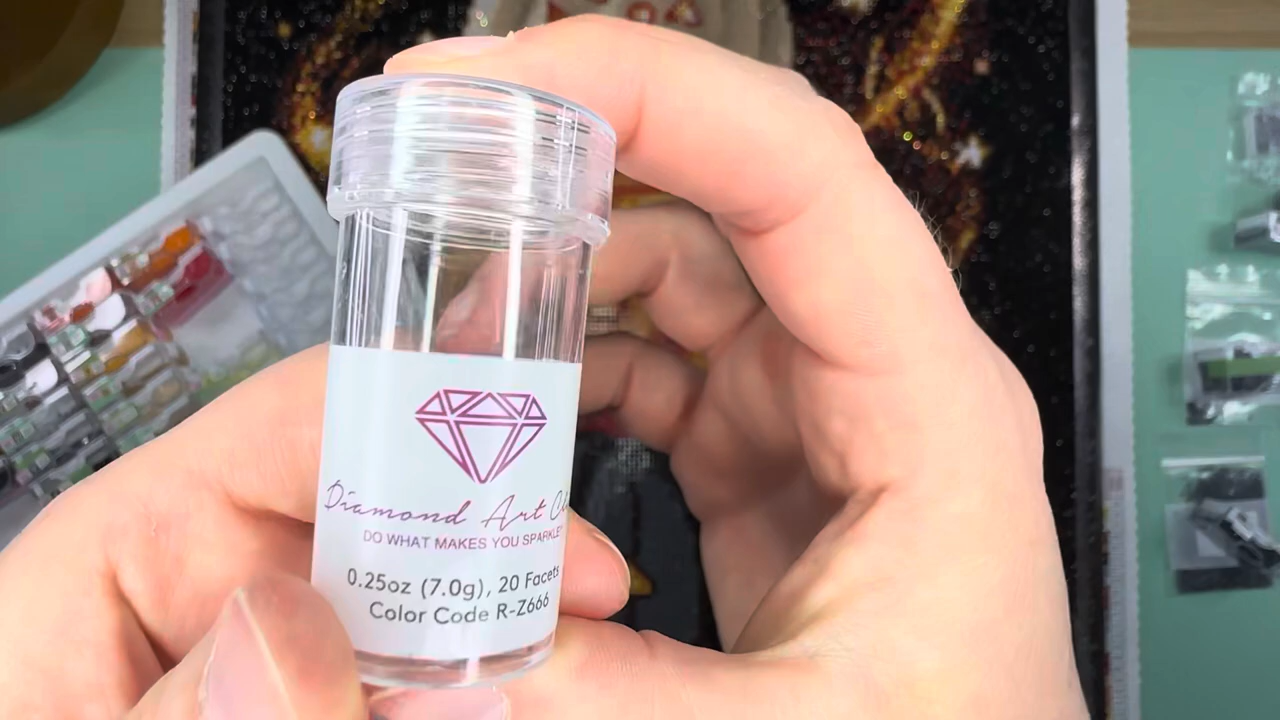 Diamond Art
DO WHAT MAKES YOU SPARKLE
0.25oz (7.0g), 20 Facets
Color Code R-Z666